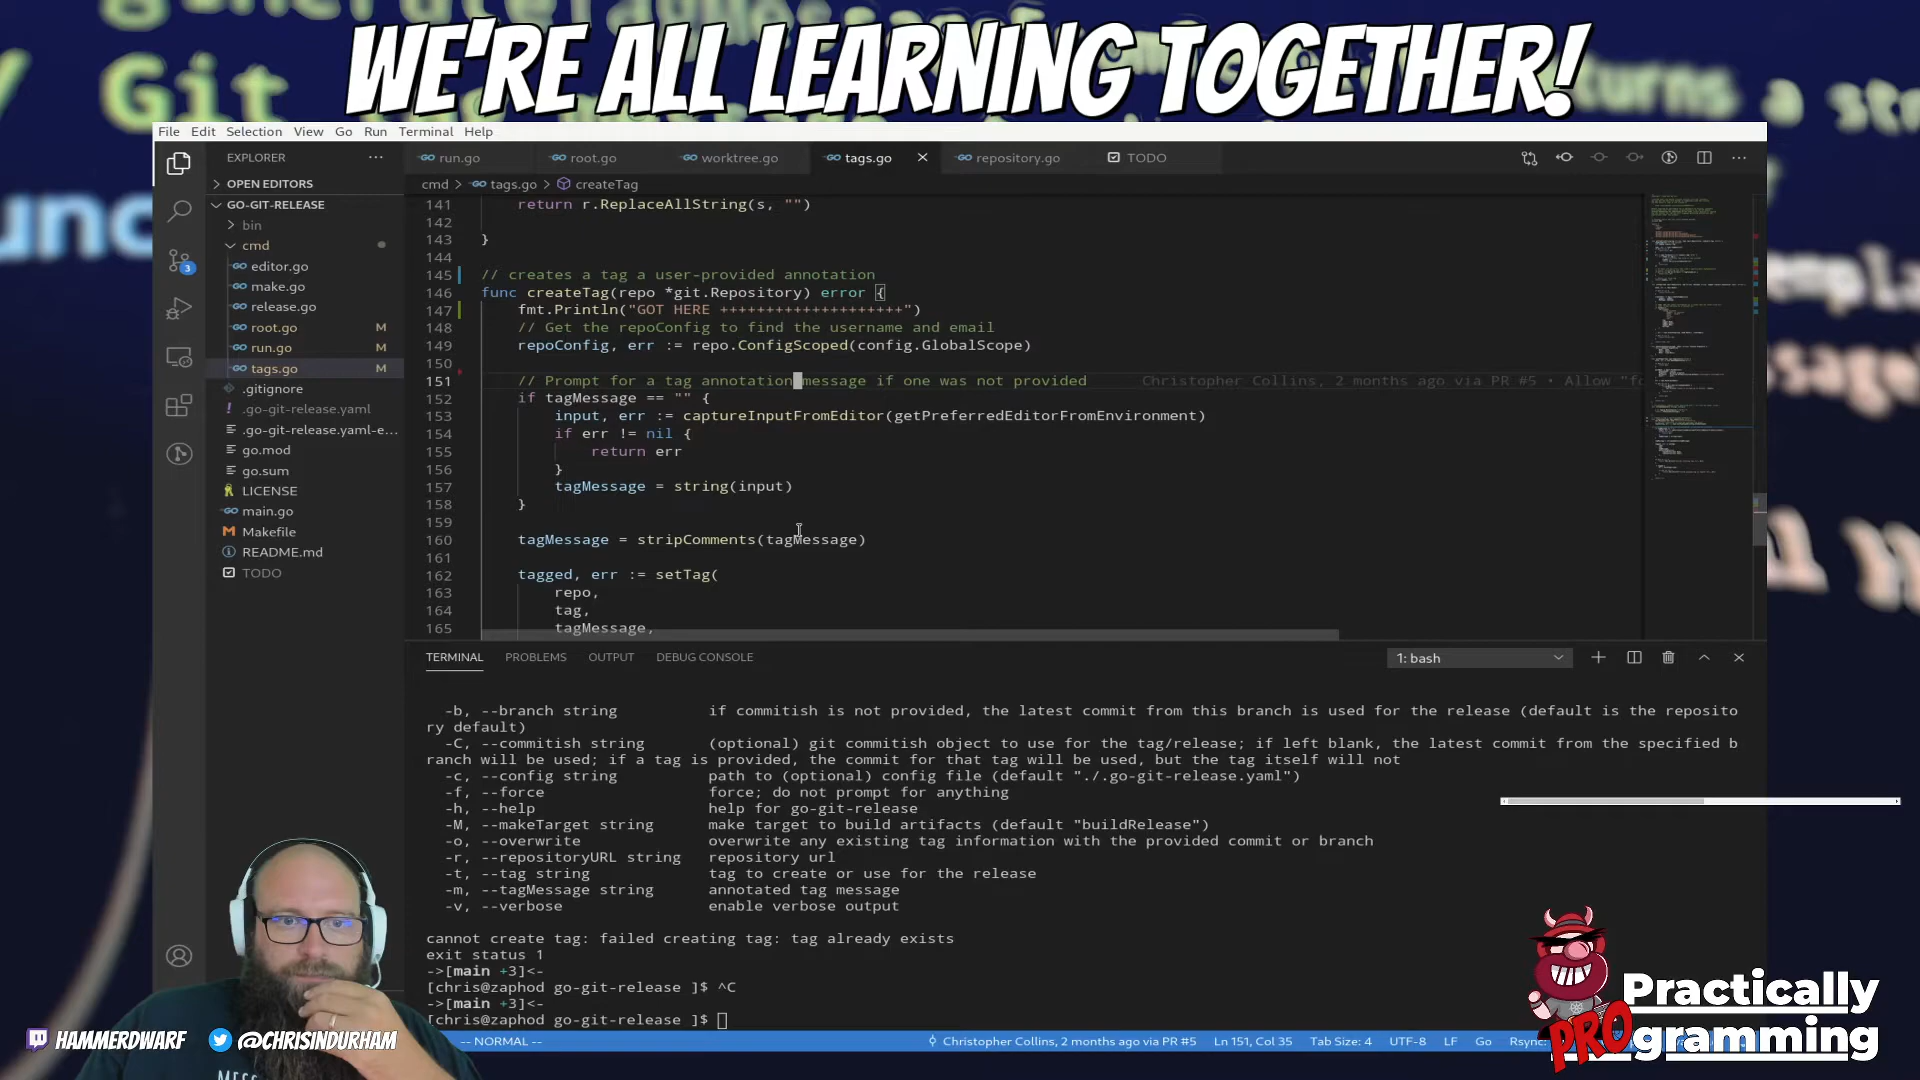 WE'RE ALL LEARNING TOGETHER!
File Edit Selection View Go Run Terminal Help
EXPLORER ···
run.go root.go worktree.go tags.go repository.go TODO
OPEN EDITORS
GO-GIT-RELEASE
bin
cmd
editor.go
make.go
release.go
root.go M
run.go M
tags.go M
.gitignore
.go-git-release.yaml
.go-git-release.yaml-e...
go.mod
go.sum
LICENSE
main.go
Makefile
README.md
TODO
3
cmd > tags.go > createTag
141 return r.ReplaceAllString(s, "")
142
143 }
144
145 // creates a tag a user-provided annotation
146 func createTag(repo *git.Repository) error {
147 fmt.Println("GOT HERE ++++++++++++++++++++")
148 // Get the repoConfig to find the username and email
149 repoConfig, err := repo.ConfigScoped(config.GlobalScope)
150
151 // Prompt for a tag annotation message if one was not provided Christopher Collins, 2 months ago via PR #5 • Allow "fo
152 if tagMessage == "" {
153 input, err := captureInputFromEditor(getPreferredEditorFromEnvironment)
154 if err != nil {
155 return err
156 }
157 tagMessage = string(input)
158 }
159
160 tagMessage = stripComments(tagMessage)
161
162 tagged, err := setTag(
163 repo,
164 tag,
165 tagMessage,
TERMINAL PROBLEMS OUTPUT DEBUG CONSOLE 1: bash
-b, --branch string if commitish is not provided, the latest commit from this branch is used for the release (default is the reposito
ry default)
-C, --commitish string (optional) git commitish object to use for the tag/release; if left blank, the latest commit from the specified b
ranch will be used; if a tag is provided, the commit for that tag will be used, but the tag itself will not
-c, --config string path to (optional) config file (default "./.go-git-release.yaml")
-f, --force force; do not prompt for anything
-h, --help help for go-git-release
-M, --makeTarget string make target to build artifacts (default "buildRelease")
-o, --overwrite overwrite any existing tag information with the provided commit or branch
-r, --repositoryURL string repository url
-t, --tag string tag to create or use for the release
-m, --tagMessage string annotated tag message
-v, --verbose enable verbose output
cannot create tag: failed creating tag: tag already exists
exit status 1
->[main +3]<-
[chris@zaphod go-git-release ]$ ^C
->[main +3]<-
[chris@zaphod go-git-release ]$
-- NORMAL -- Christopher Collins, 2 months ago via PR #5 Ln 151, Col 35 Tab Size: 4 UTF-8 LF Go Rsync:
HAMMERDWARF @CHRISINDURHAM
Practically
PROgramming